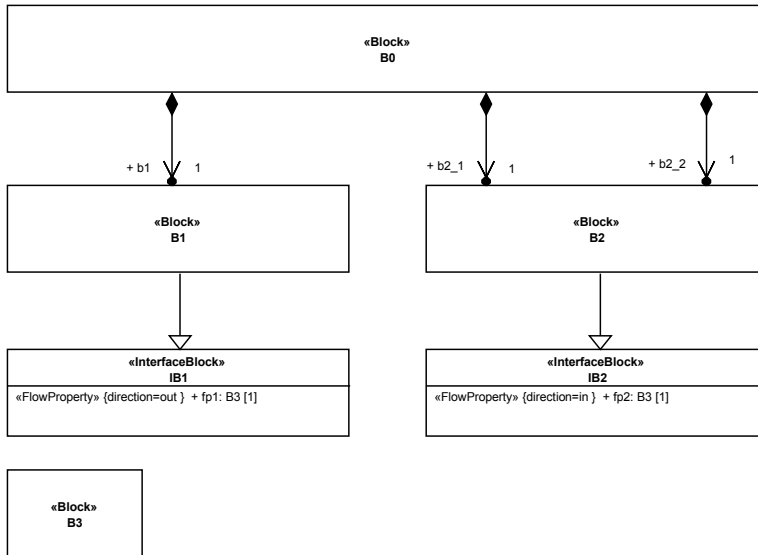 «Block»
B0
+ b1
1
+ b2_1
1
+ b2_2
1
«Block»
B1
«Block»
B2
«InterfaceBlock»
IB1
«FlowProperty» {direction=out }  + fp1: B3 [1]
«InterfaceBlock»
IB2
«FlowProperty» {direction=in }  + fp2: B3 [1]
«Block»
B3